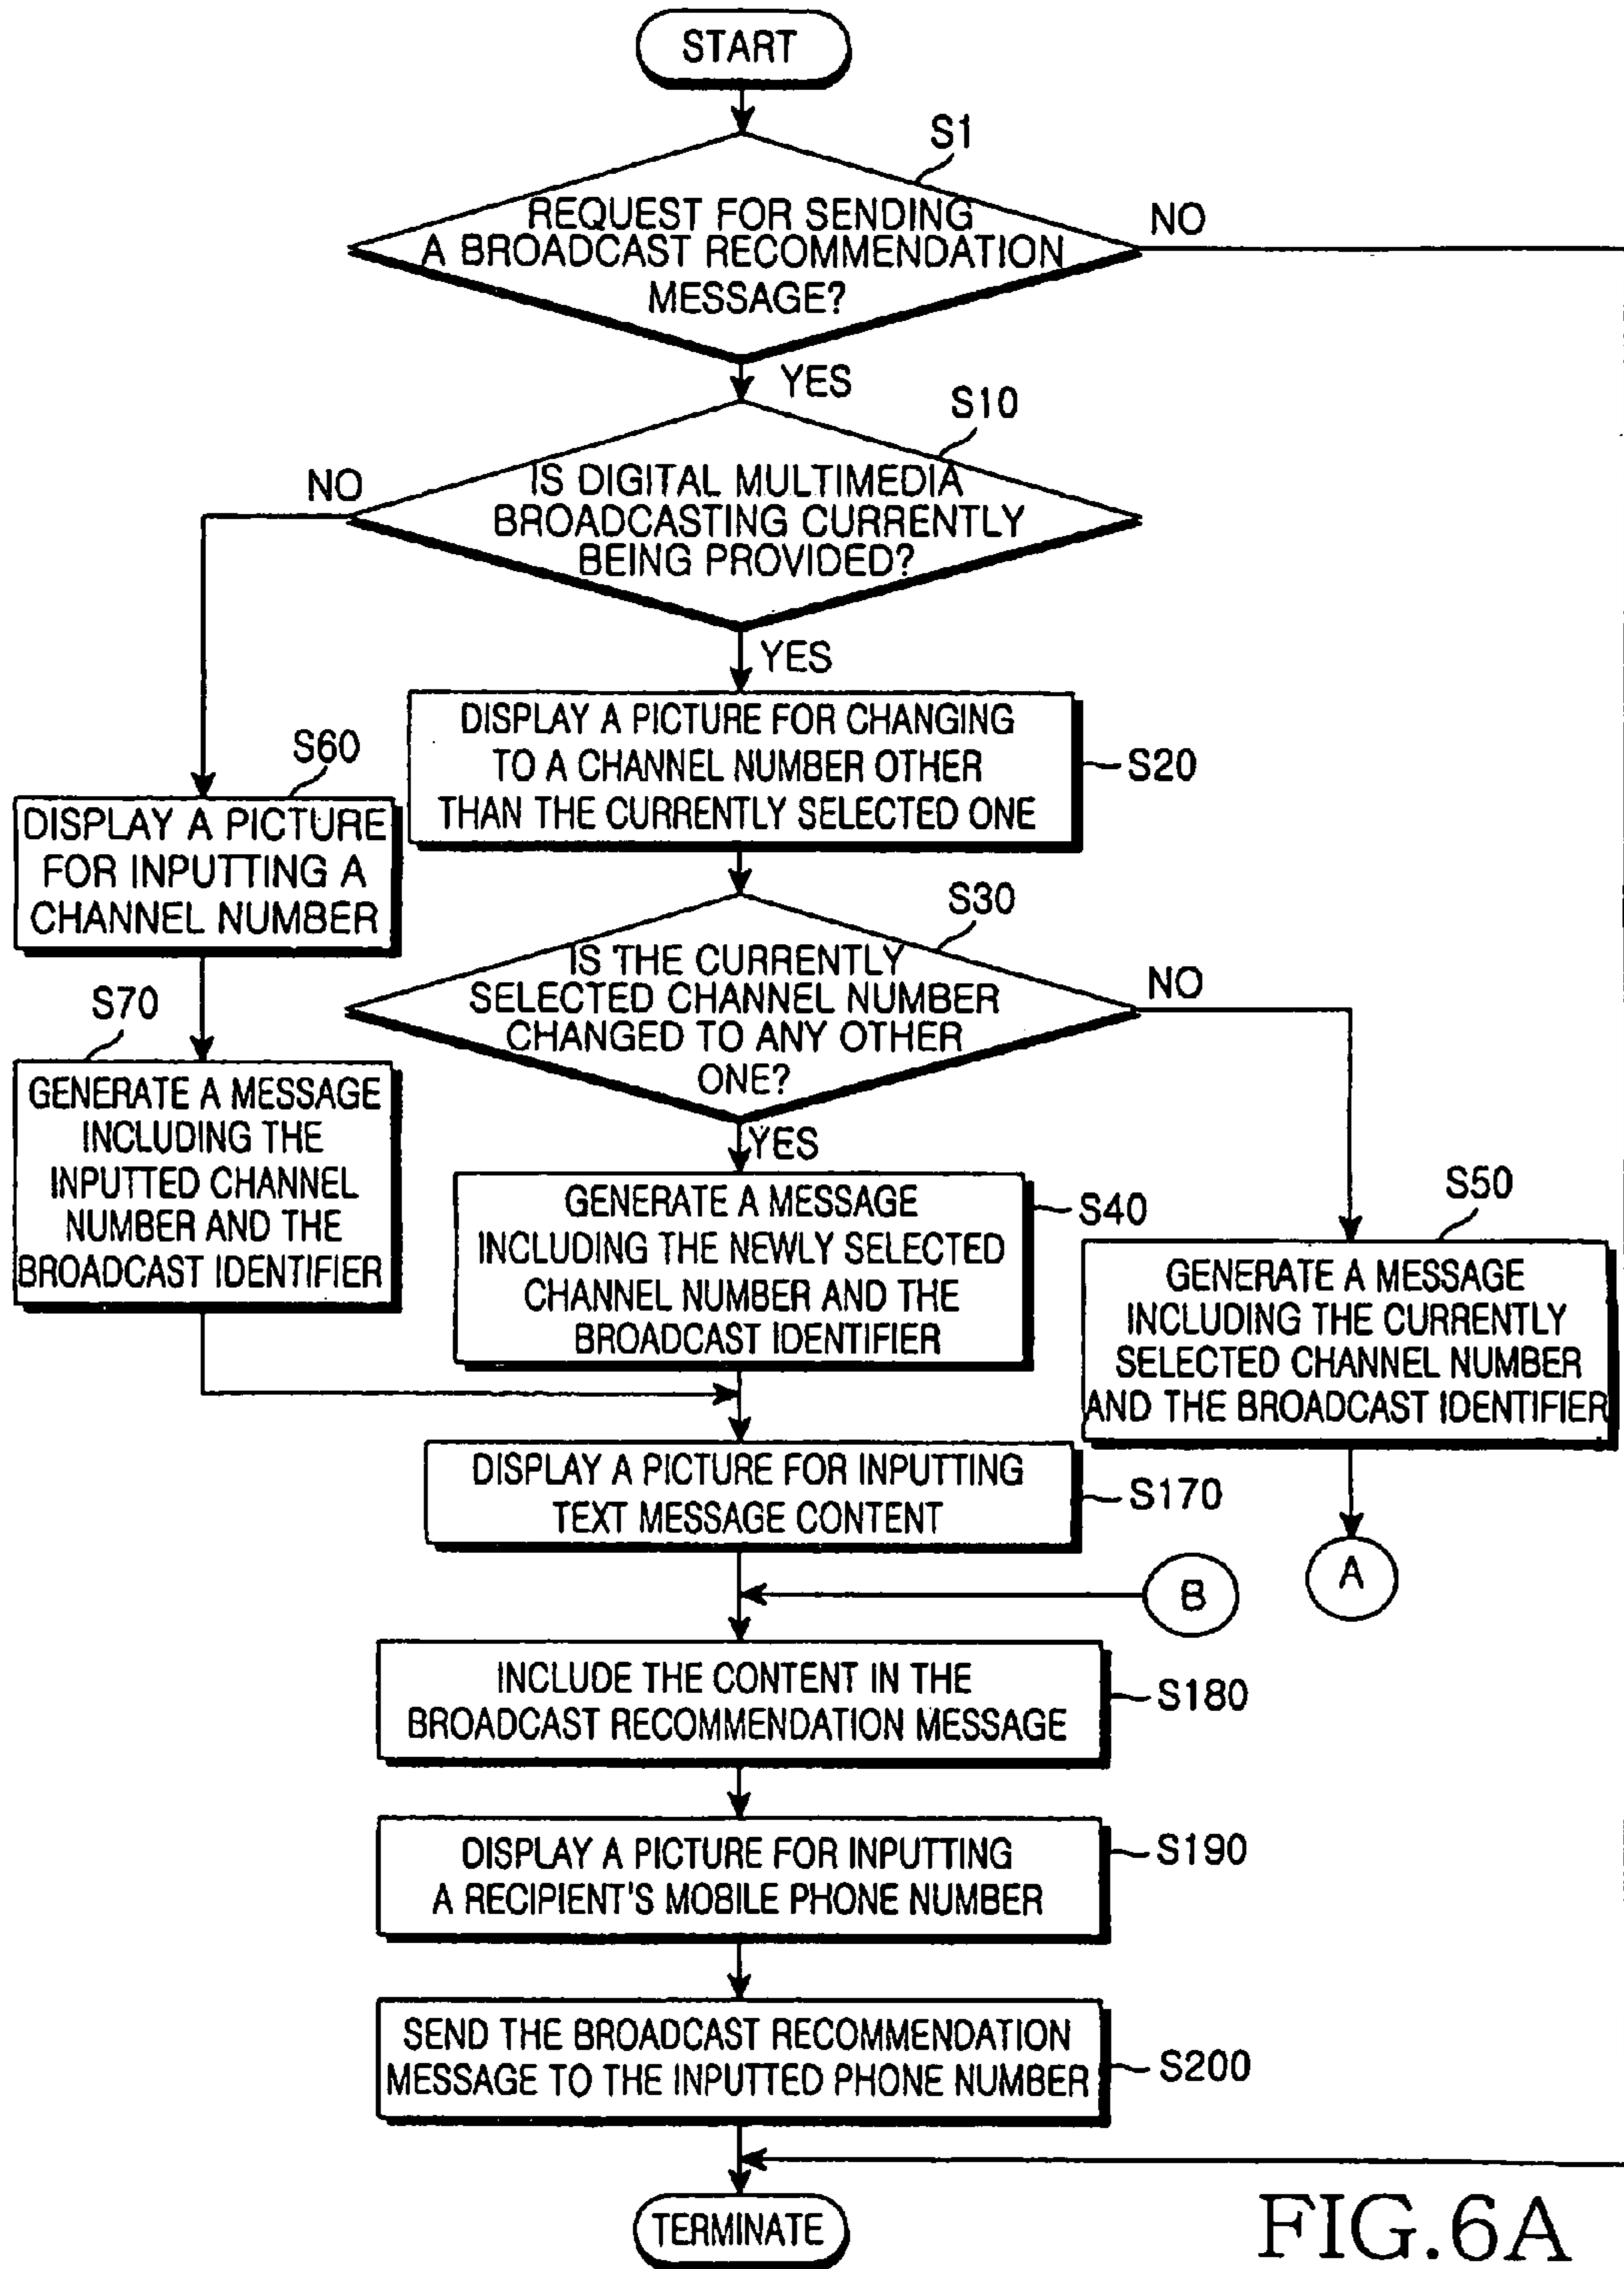 START
S1
REQUEST FOR SENDING
A BROADCAST RECOMMENDATION
MESSAGE?
NO
YES
S10
IS DIGITAL MULTIMEDIA
BROADCASTING CURRENTLY
BEING PROVIDED?
NO
YES
DISPLAY A PICTURE FOR CHANGING
TO A CHANNEL NUMBER OTHER
THAN THE CURRENTLY SELECTED ONE
S20
S60
DISPLAY A PICTURE
FOR INPUTTING A
CHANNEL NUMBER
S30
IS THE CURRENTLY
SELECTED CHANNEL NUMBER
CHANGED TO ANY OTHER
ONE?
NO
YES
S70
GENERATE A MESSAGE
INCLUDING THE
INPUTTED CHANNEL
NUMBER AND THE
BROADCAST IDENTIFIER
GENERATE A MESSAGE
INCLUDING THE NEWLY SELECTED
CHANNEL NUMBER AND THE
BROADCAST IDENTIFIER
S40
S50
GENERATE A MESSAGE
INCLUDING THE CURRENTLY
SELECTED CHANNEL NUMBER
AND THE BROADCAST IDENTIFIER
DISPLAY A PICTURE FOR INPUTTING
TEXT MESSAGE CONTENT
S170
A
B
INCLUDE THE CONTENT IN THE
BROADCAST RECOMMENDATION MESSAGE
S180
DISPLAY A PICTURE FOR INPUTTING
A RECIPIENT'S MOBILE PHONE NUMBER
S190
SEND THE BROADCAST RECOMMENDATION
MESSAGE TO THE INPUTTED PHONE NUMBER
S200
TERMINATE
FIG.6A